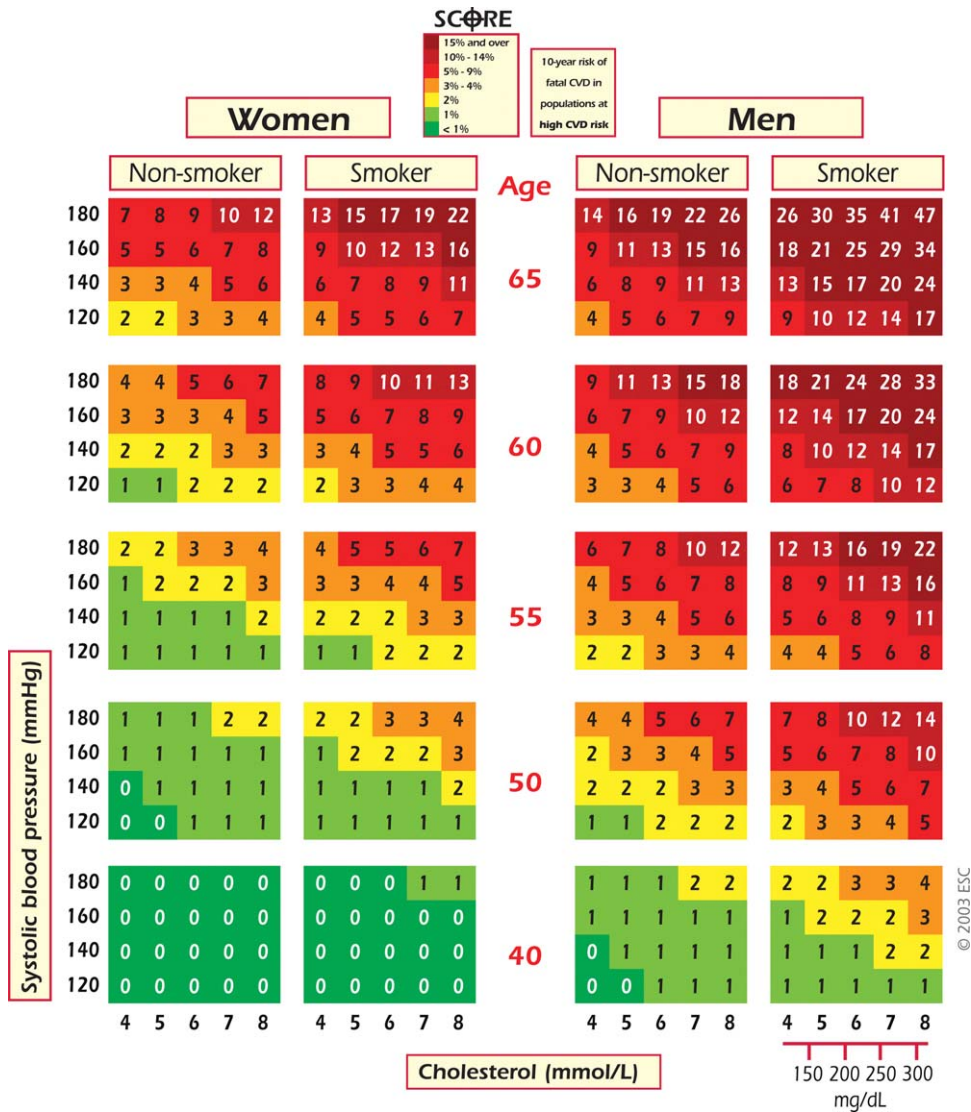 SCORE
15% and over
10% - 14%
5% - 9%
3% - 4%
2%
1%
< 1%
10-year risk of
fatal CVD in
populations at
high CVD risk
Women
Men
Non-smoker
Smoker
Age
Non-smoker
Smoker
180 7 8 9 10 12 13 15 17 19 22 14 16 19 22 26 26 30 35 41 47
160 5 5 6 7 8 9 10 12 13 16 9 11 13 15 16 18 21 25 29 34
65
140 3 3 4 5 6 6 7 8 9 11 6 8 9 11 13 13 15 17 20 24
120 2 2 3 3 4 4 5 5 6 7 4 5 6 7 9 9 10 12 14 17
180 4 4 5 6 7 8 9 10 11 13 9 11 13 15 18 18 21 24 28 33
160 3 3 3 4 5 5 6 7 8 9 6 7 9 10 12 12 14 17 20 24
60
140 2 2 2 3 3 3 4 5 5 6 4 5 6 7 9 8 10 12 14 17
120 1 1 2 2 2 2 3 3 4 4 3 3 4 5 6 6 7 8 10 12
180 2 2 3 3 4 4 5 5 6 7 6 7 8 10 12 12 13 16 19 22
160 1 2 2 2 3 3 3 4 4 5 4 5 6 7 8 8 9 11 13 16
55
140 1 1 1 1 2 2 2 2 3 3 3 3 4 5 6 5 6 8 9 11
120 1 1 1 1 1 1 1 2 2 2 2 2 3 3 4 4 4 5 6 8
180 1 1 1 2 2 2 2 3 3 4 4 4 5 6 7 7 8 10 12 14
160 1 1 1 1 1 1 2 2 2 3 2 3 3 4 5 5 6 7 8 10
50
140 0 1 1 1 1 1 1 1 1 2 2 2 2 3 3 3 4 5 6 7
120 0 0 1 1 1 1 1 1 1 1 1 1 2 2 2 2 3 3 4 5
180 0 0 0 0 0 0 0 0 1 1 1 1 1 2 2 2 2 3 3 4
160 0 0 0 0 0 0 0 0 0 0 1 1 1 1 1 1 2 2 2 3
40
140 0 0 0 0 0 0 0 0 0 0 0 1 1 1 1 1 1 1 2 2
120 0 0 0 0 0 0 0 0 0 0 0 0 1 1 1 1 1 1 1 1
4 5 6 7 8 4 5 6 7 8 4 5 6 7 8 4 5 6 7 8
Systolic blood pressure (mmHg)
Cholesterol (mmol/L)
150 200 250 300
mg/dL
© 2003 ESC